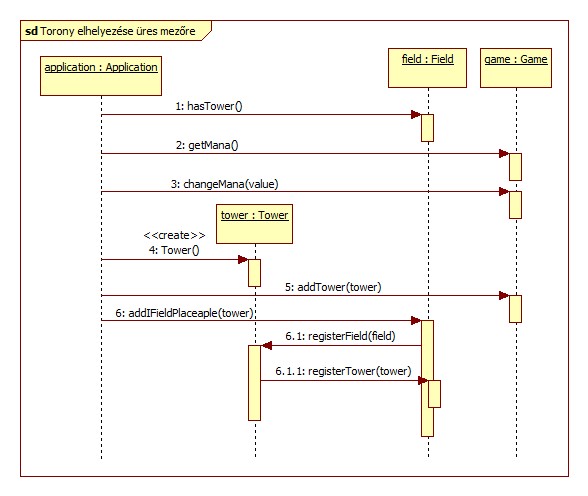 sd Torony elhelyezése üres mezőre
application : Application
field : Field
game : Game
1: hasTower()
2: getMana()
3: changeMana(value)
tower : Tower
<<create>>
4: Tower()
5: addTower(tower)
6: addIFieldPlaceaple(tower)
6.1: registerField(field)
6.1.1: registerTower(tower)